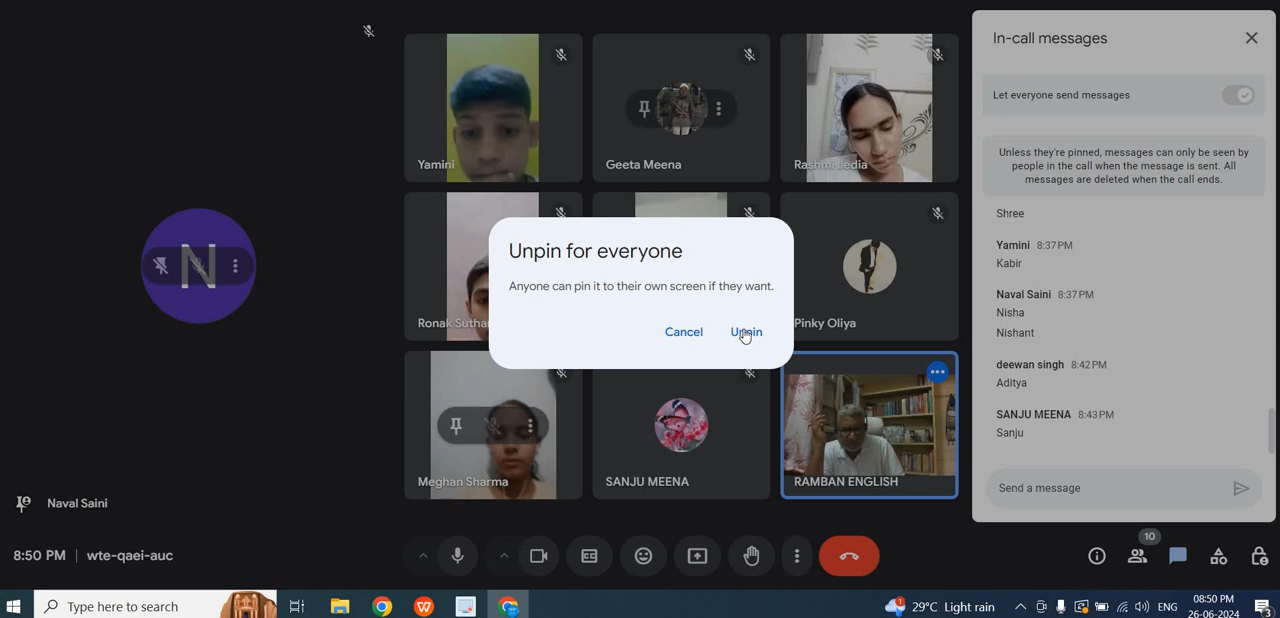 Yamini
Geeta Meena
Rashmi Jedia
N
Ronak Sutha
Pinky Oliya
Meghan Sharma
SANJU MEENA
RAMBAN ENGLISH
Naval Saini
Unpin for everyone
Anyone can pin it to their own screen if they want.
Cancel Unpin
In-call messages
Let everyone send messages
Unless they're pinned, messages can only be seen by
people in the call when the message is sent. All
messages are deleted when the call ends.
Shree
Yamini 8:37 PM
Kabir
Naval Saini 8:37 PM
Nisha
Nishant
deewan singh 8:42 PM
Aditya
SANJU MEENA 8:43 PM
Sanju
Send a message
8:50 PM | wte-qaei-auc
10
Type here to search
1
29°C Light rain
ENG
08:50 PM
26-06-2024
3